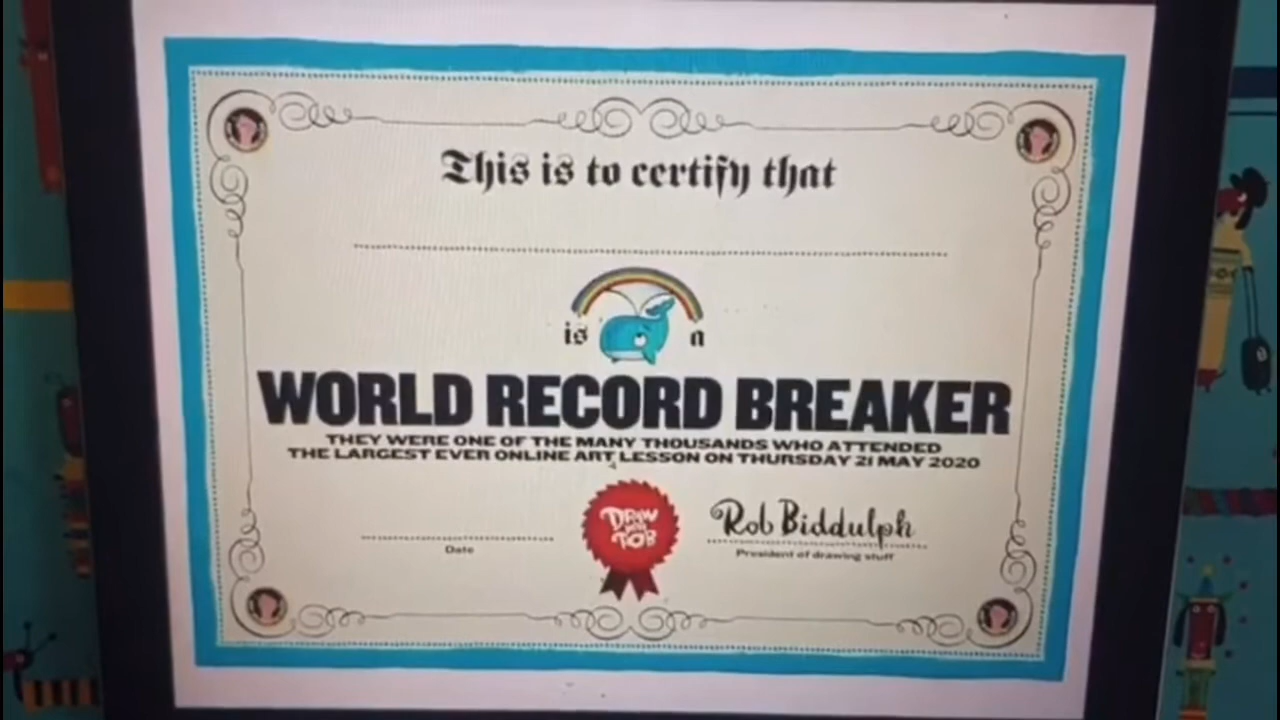 This is to certify that
is a
WORLD RECORD BREAKER
THEY WERE ONE OF THE MANY THOUSANDS WHO ATTENDED
THE LARGEST EVER ONLINE ART LESSON ON THURSDAY 21 MAY 2020
DRAW
WITH
ROB
Rob Biddulph
Date
President of drawing stuff